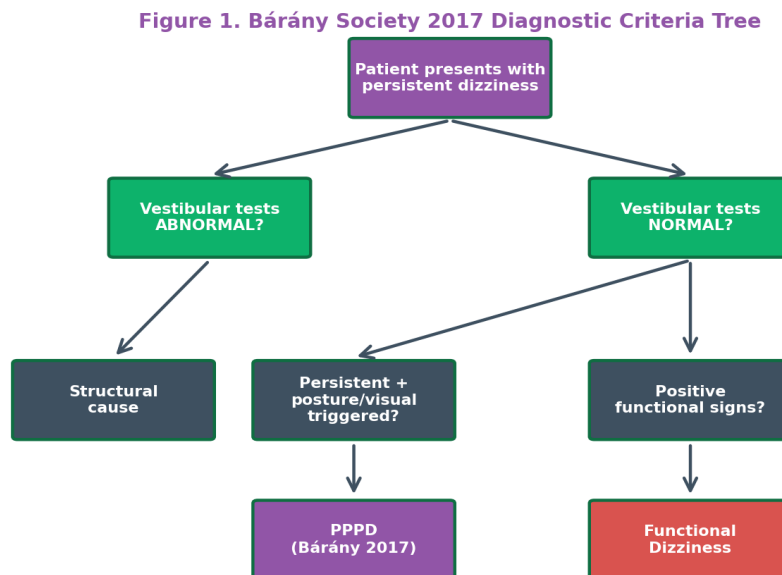 Figure 1. Bárány Society 2017 Diagnostic Criteria Tree
Patient presents with
persistent dizziness
Vestibular tests
ABNORMAL?
Vestibular tests
NORMAL?
Structural
cause
Persistent +
posture/visual
triggered?
Positive
functional signs?
PPPD
(Bárány 2017)
Functional
Dizziness